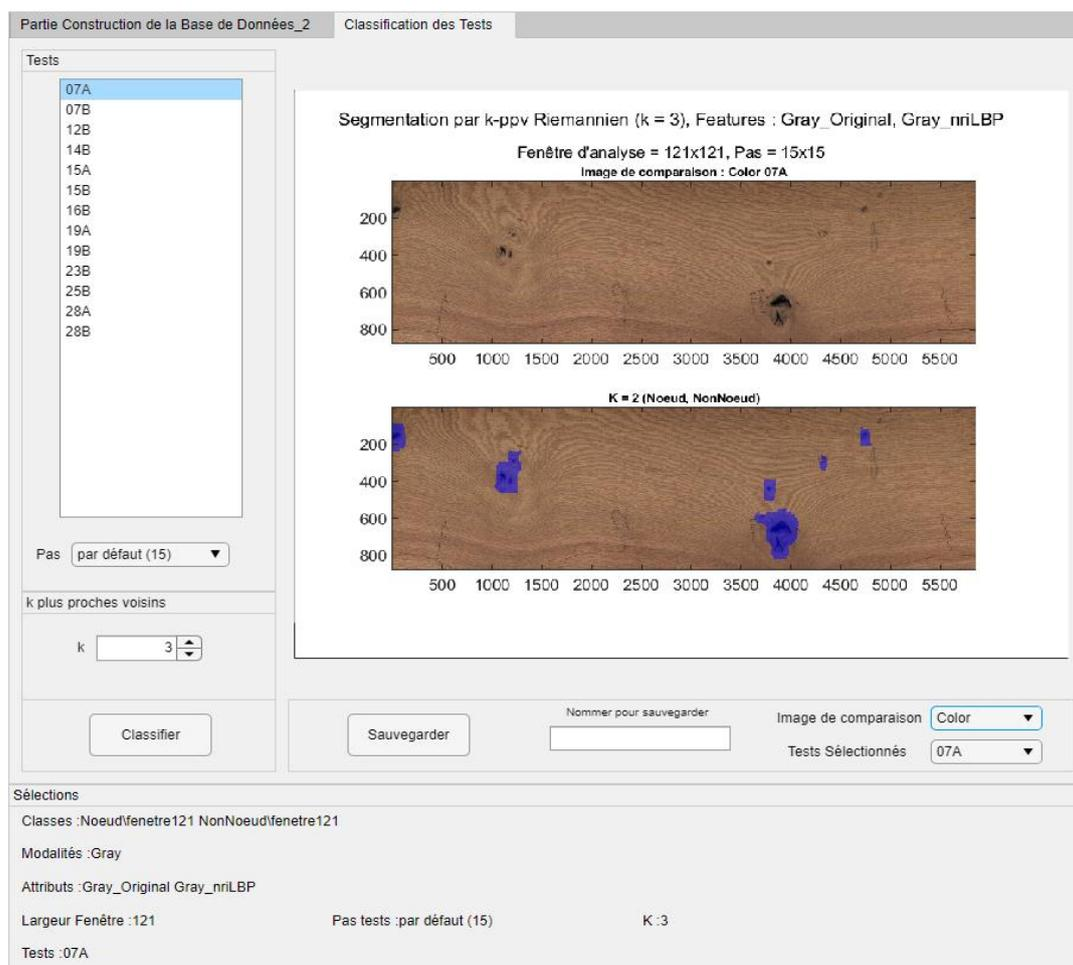 Partie Construction de la Base de Données_2 Classification des Tests
Tests
07A
07B
12B
14B
15A
15B
16B
19A
19B
23B
25B
28A
28B
Pas par défaut (15)
k plus proches voisins
k 3
Classifier
Segmentation par k-ppv Riemannien (k = 3), Features : Gray_Original, Gray_nriLBP
Fenêtre d'analyse = 121x121, Pas = 15x15
Image de comparaison : Color 07A
200
400
600
800
500 1000 1500 2000 2500 3000 3500 4000 4500 5000 5500
K = 2 (Noeud, NonNoeud)
200
400
600
800
500 1000 1500 2000 2500 3000 3500 4000 4500 5000 5500
Sauvegarder
Nommer pour sauvegarder
Image de comparaison Color
Tests Sélectionnés 07A
Sélections
Classes :Noeud\fenetre121 NonNoeud\fenetre121
Modalités :Gray
Attributs :Gray_Original Gray_nriLBP
Largeur Fenêtre :121 Pas tests :par défaut (15) K :3
Tests :07A